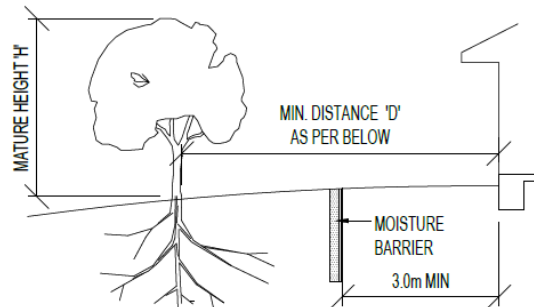 MATURE HEIGHT 'H'
MIN. DISTANCE 'D'
AS PER BELOW
MOISTURE
BARRIER
3.0m MIN